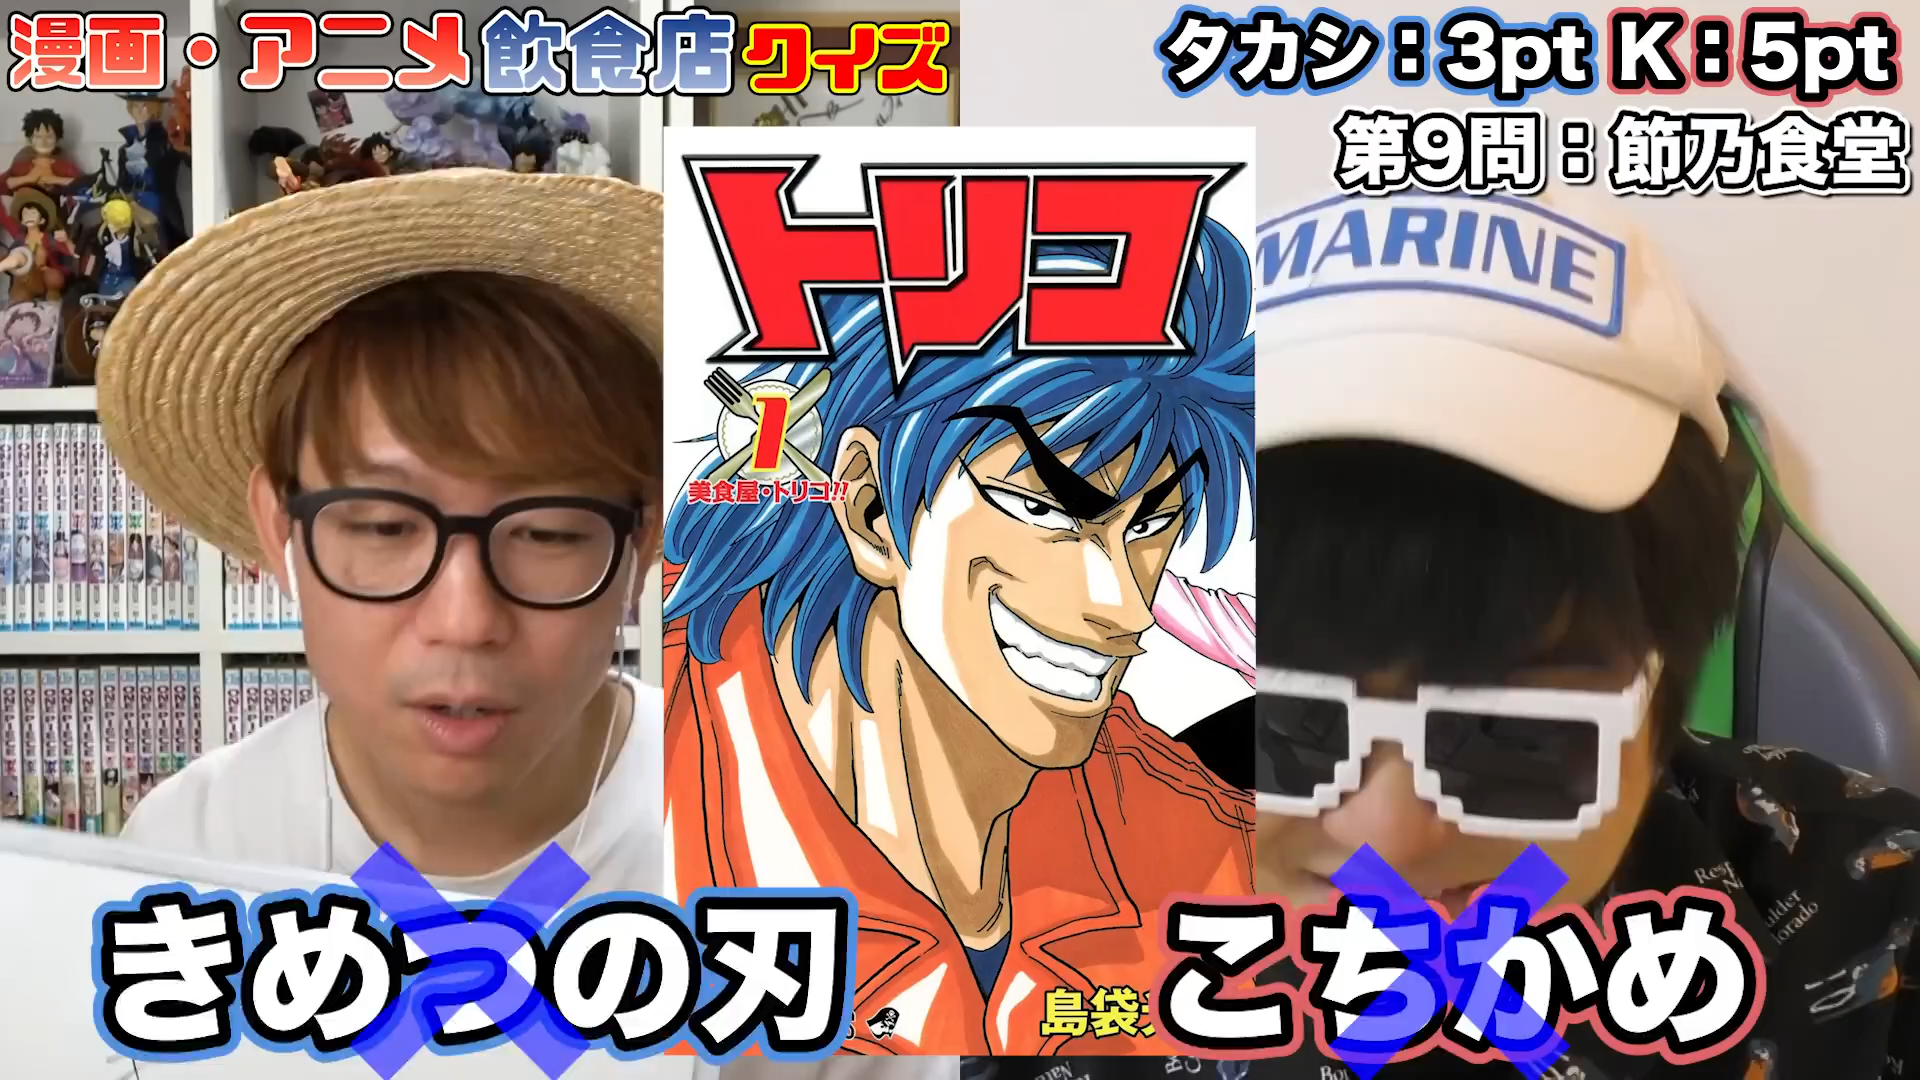 漫画・アニメ飲食店クイズ
タカシ：3pt K：5pt
第9問：節乃食堂
MARINE
トリコ
1
美食屋・トリコ!!
島袋
きめつの刃
こちかめ